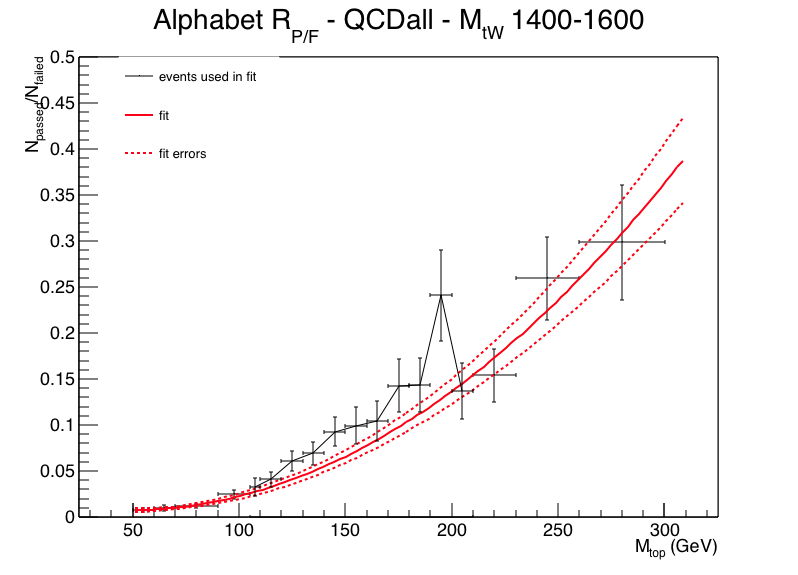 Alphabet R_P/F - QCDall - M_tW 1400-1600
N_passed/N_failed
0.5
0.45
0.4
0.35
0.3
0.25
0.2
0.15
0.1
0.05
0
events used in fit
fit
fit errors
50 100 150 200 250 300
M_top (GeV)